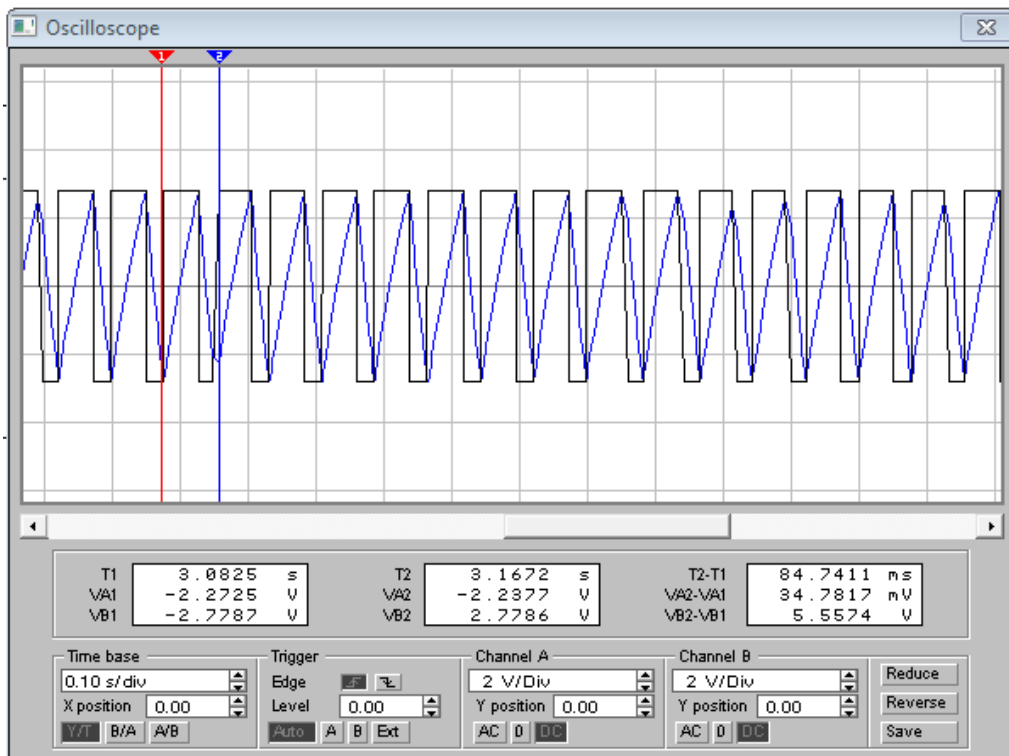 Oscilloscope
1 2
T1 3.0825 s T2 3.1672 s T2-T1 84.7411 ms
VA1 -2.2725 V VA2 -2.2377 V VA2-VA1 34.7817 mV
VB1 -2.7787 V VB2 2.7786 V VB2-VB1 5.5574 V
Time base Trigger Channel A Channel B
0.10 s/div Edge 2 V/Div 2 V/Div Reduce
X position 0.00 Level 0.00 Y position 0.00 Y position 0.00 Reverse
Y/T B/A A/B Auto A B Ext AC 0 DC AC 0 DC Save